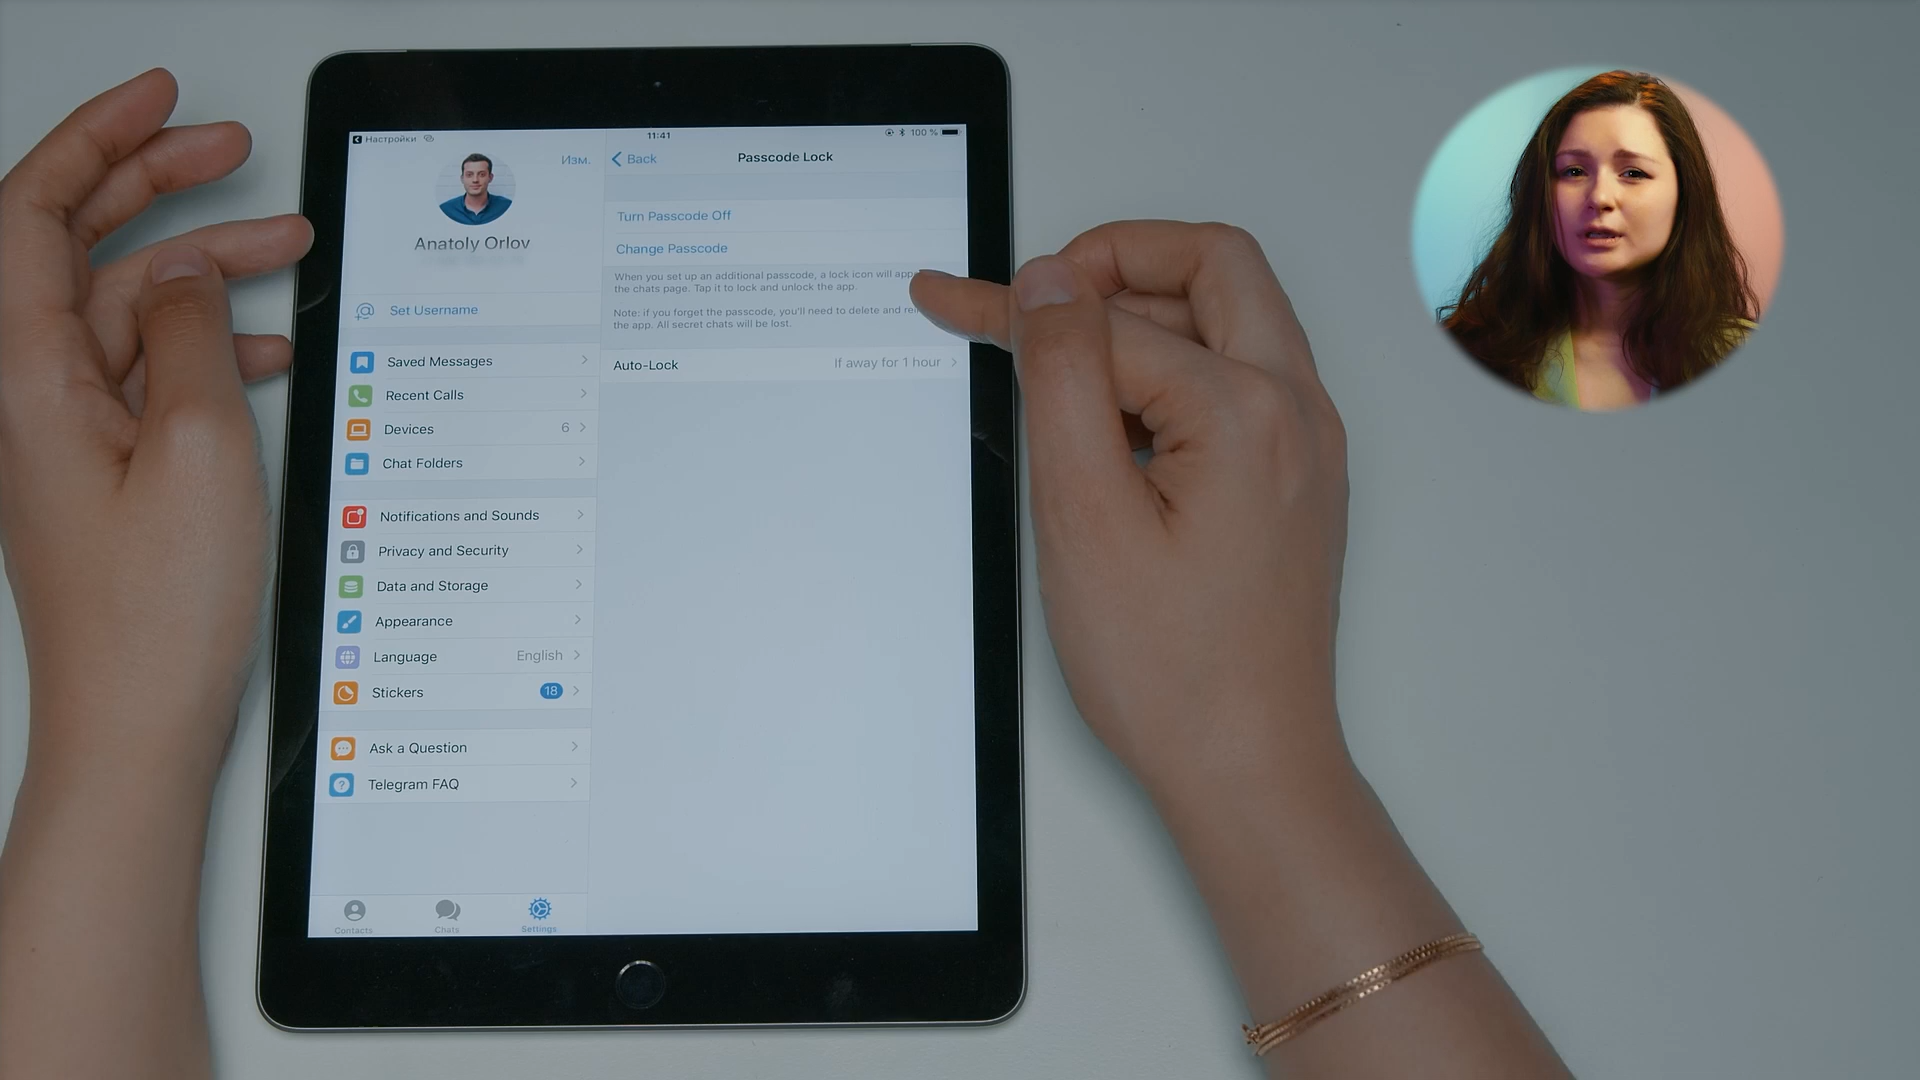 Настройки
11:41
100 %
Изм.
Back
Passcode Lock
Anatoly Orlov
Set Username
Saved Messages
Recent Calls
Devices 6
Chat Folders
Notifications and Sounds
Privacy and Security
Data and Storage
Appearance
Language English
Stickers 18
Ask a Question
Telegram FAQ
Contacts
Chats
Settings
Turn Passcode Off
Change Passcode
When you set up an additional passcode, a lock icon will
the chats page. Tap it to lock and unlock the app.
Note: if you forget the passcode, you'll need to delete and
the app. All secret chats will be lost.
Auto-Lock If away for 1 hour